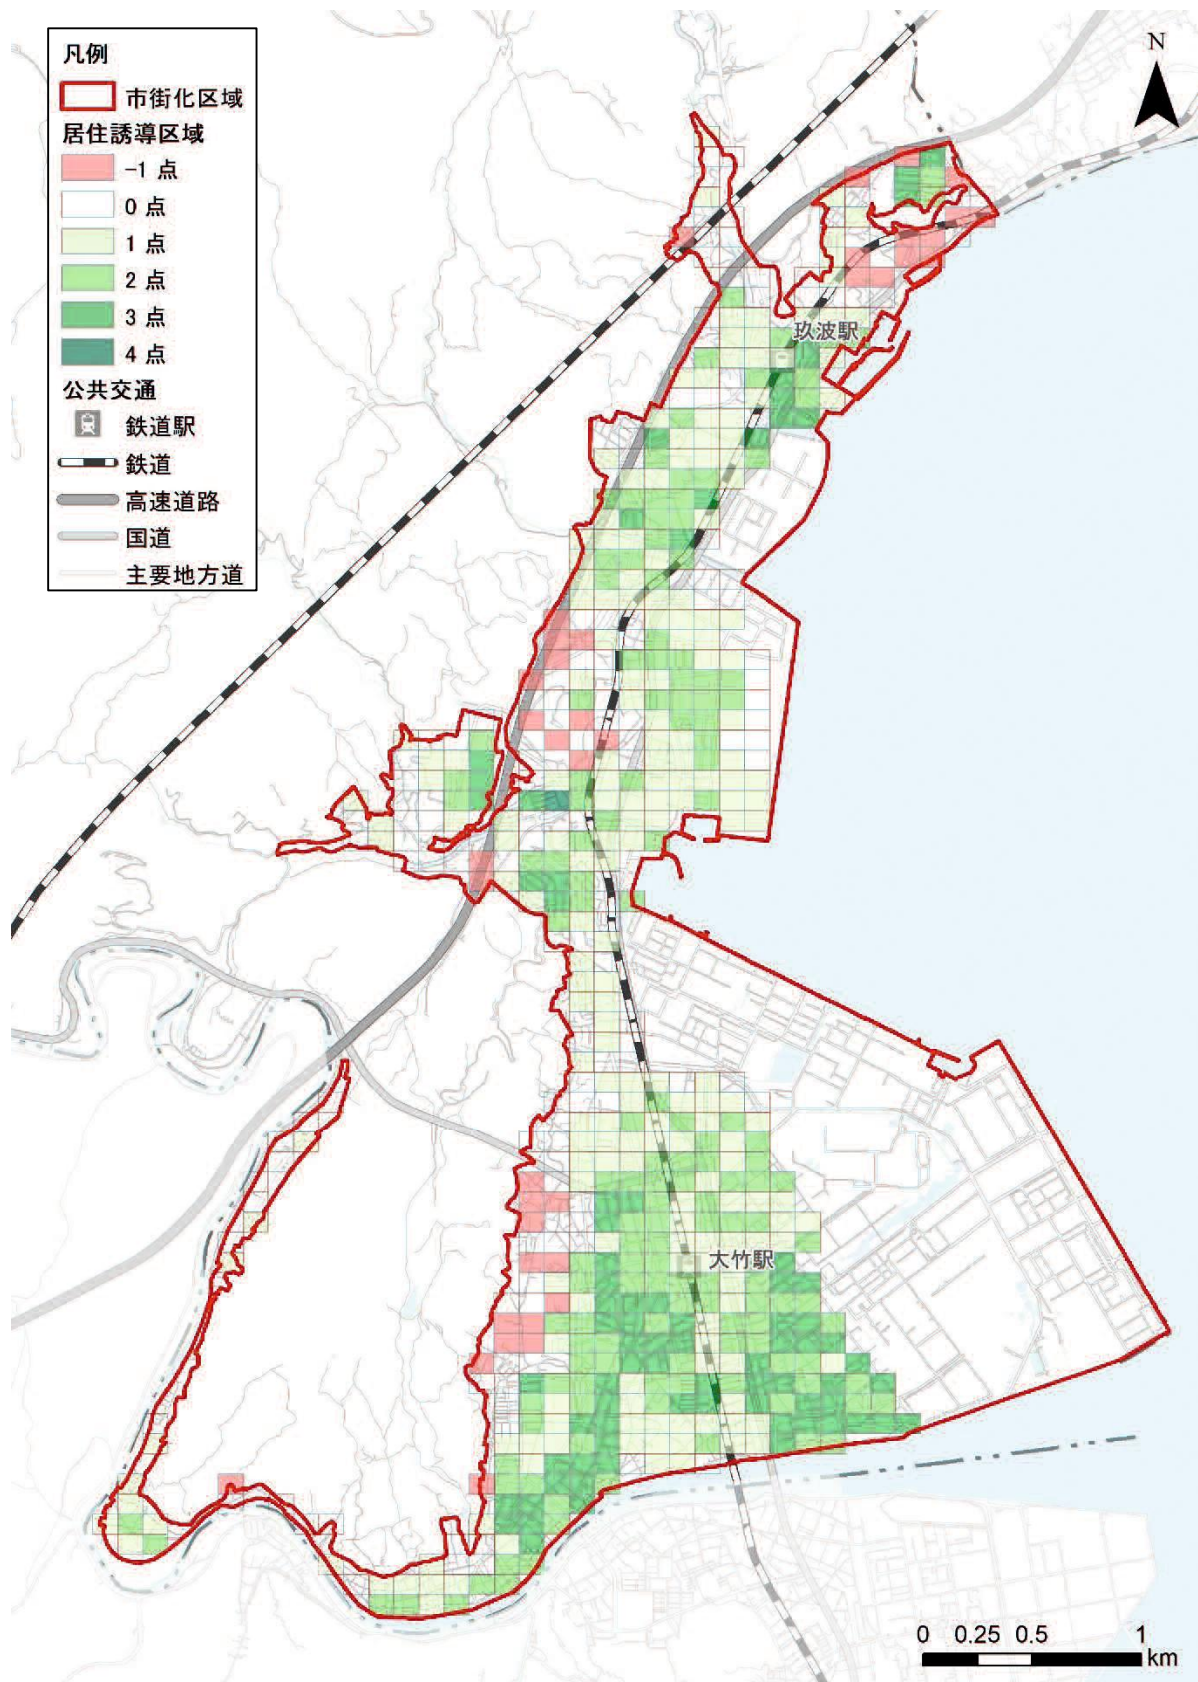 凡例
市街化区域
居住誘導区域
-1 点
0 点
1 点
2 点
3 点
4 点
公共交通
鉄道駅
鉄道
高速道路
国道
主要地方道
N
玖波駅
大竹駅
0 0.25 0.5 1
km